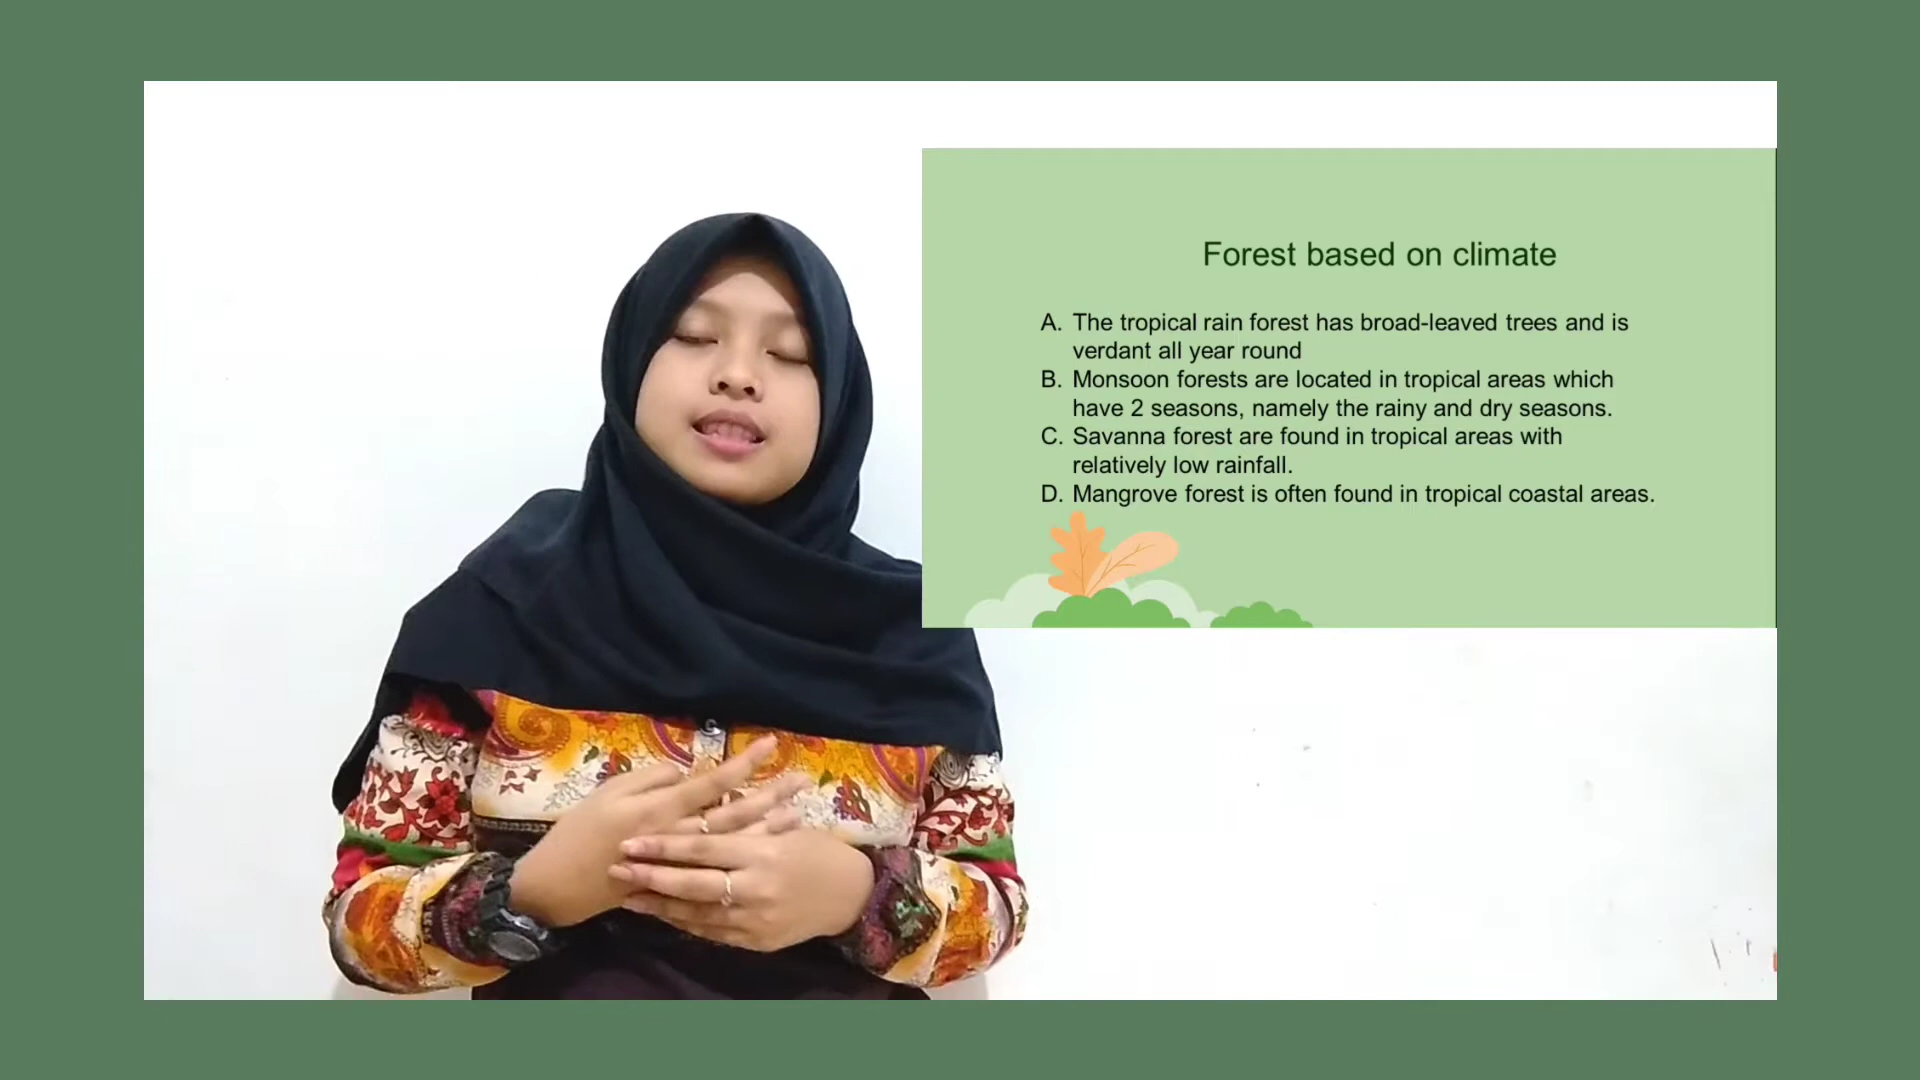 Forest based on climate
A. The tropical rain forest has broad-leaved trees and is
verdant all year round
B. Monsoon forests are located in tropical areas which
have 2 seasons, namely the rainy and dry seasons.
C. Savanna forest are found in tropical areas with
relatively low rainfall.
D. Mangrove forest is often found in tropical coastal areas.